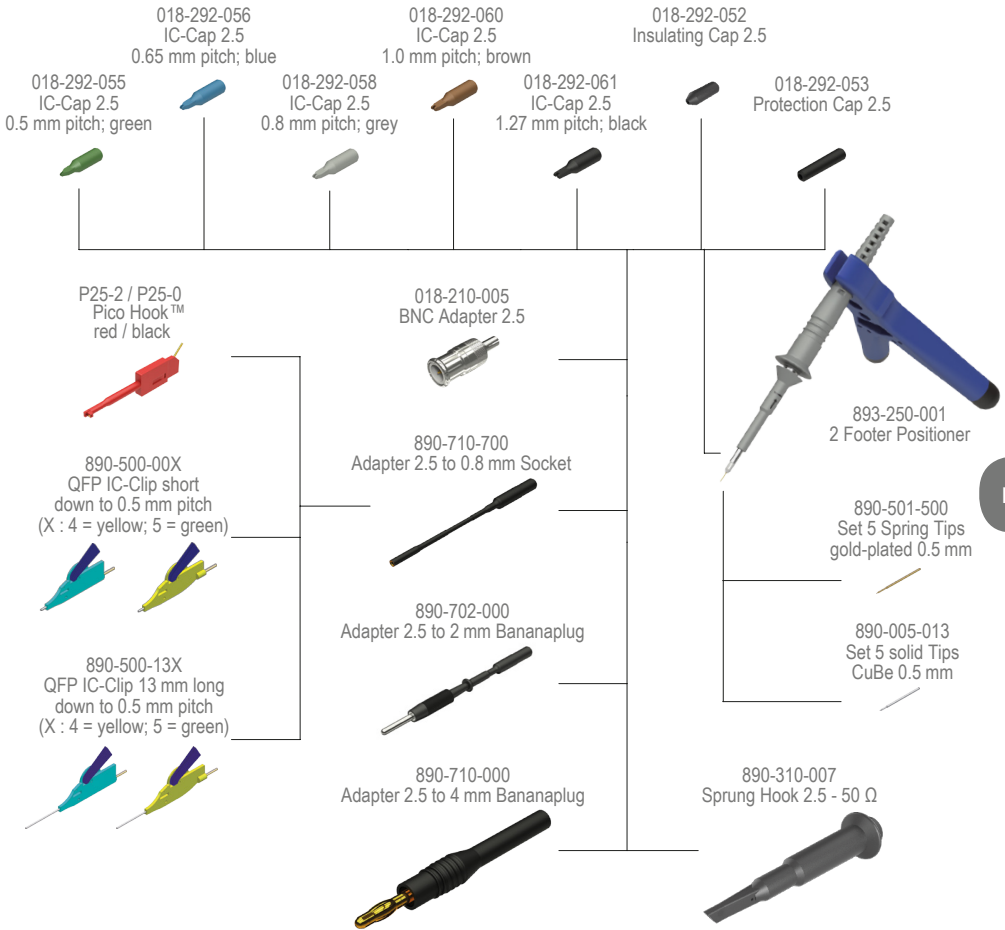 018-292-056
IC-Cap 2.5
0.65 mm pitch; blue
018-292-060
IC-Cap 2.5
1.0 mm pitch; brown
018-292-052
Insulating Cap 2.5
018-292-055
IC-Cap 2.5
0.5 mm pitch; green
018-292-058
IC-Cap 2.5
0.8 mm pitch; grey
018-292-061
IC-Cap 2.5
1.27 mm pitch; black
018-292-053
Protection Cap 2.5
P25-2 / P25-0
Pico Hook™
red / black
018-210-005
BNC Adapter 2.5
893-250-001
2 Footer Positioner
890-710-700
Adapter 2.5 to 0.8 mm Socket
890-500-00X
QFP IC-Clip short
down to 0.5 mm pitch
(X : 4 = yellow; 5 = green)
890-501-500
Set 5 Spring Tips
gold-plated 0.5 mm
890-702-000
Adapter 2.5 to 2 mm Bananaplug
890-005-013
Set 5 solid Tips
CuBe 0.5 mm
890-500-13X
QFP IC-Clip 13 mm long
down to 0.5 mm pitch
(X : 4 = yellow; 5 = green)
890-710-000
Adapter 2.5 to 4 mm Bananaplug
890-310-007
Sprung Hook 2.5 - 50 Ω